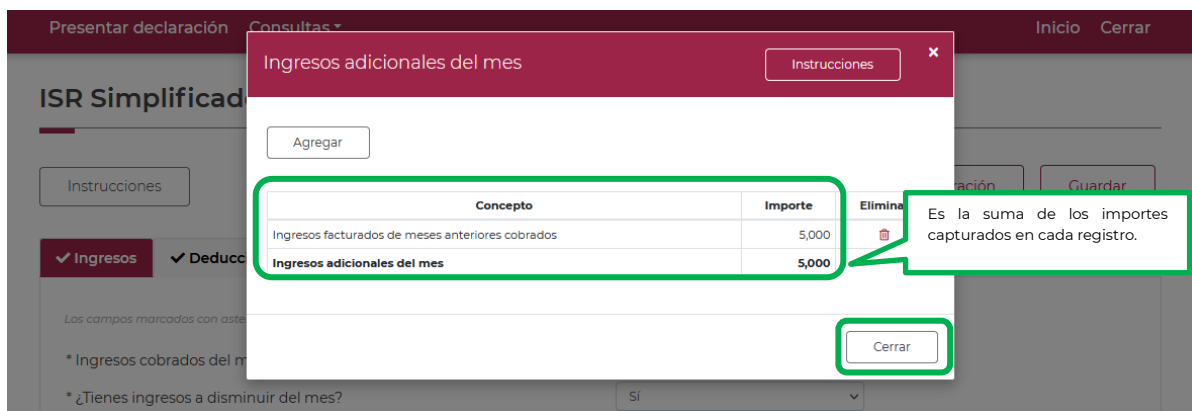 Presentar declaración Consultas Inicio Cerrar
Ingresos adicionales del mes Instrucciones ×
ISR Simplificad
Agregar
Instrucciones ración Guardar
Concepto Importe Elimina
Es la suma de los importes
capturados en cada registro.
Ingresos facturados de meses anteriores cobrados 5,000
Ingresos Deducc
Ingresos adicionales del mes 5,000
Los campos marcados con aste
* Ingresos cobrados del m
Cerrar
* ¿Tienes ingresos a disminuir del mes? Sí